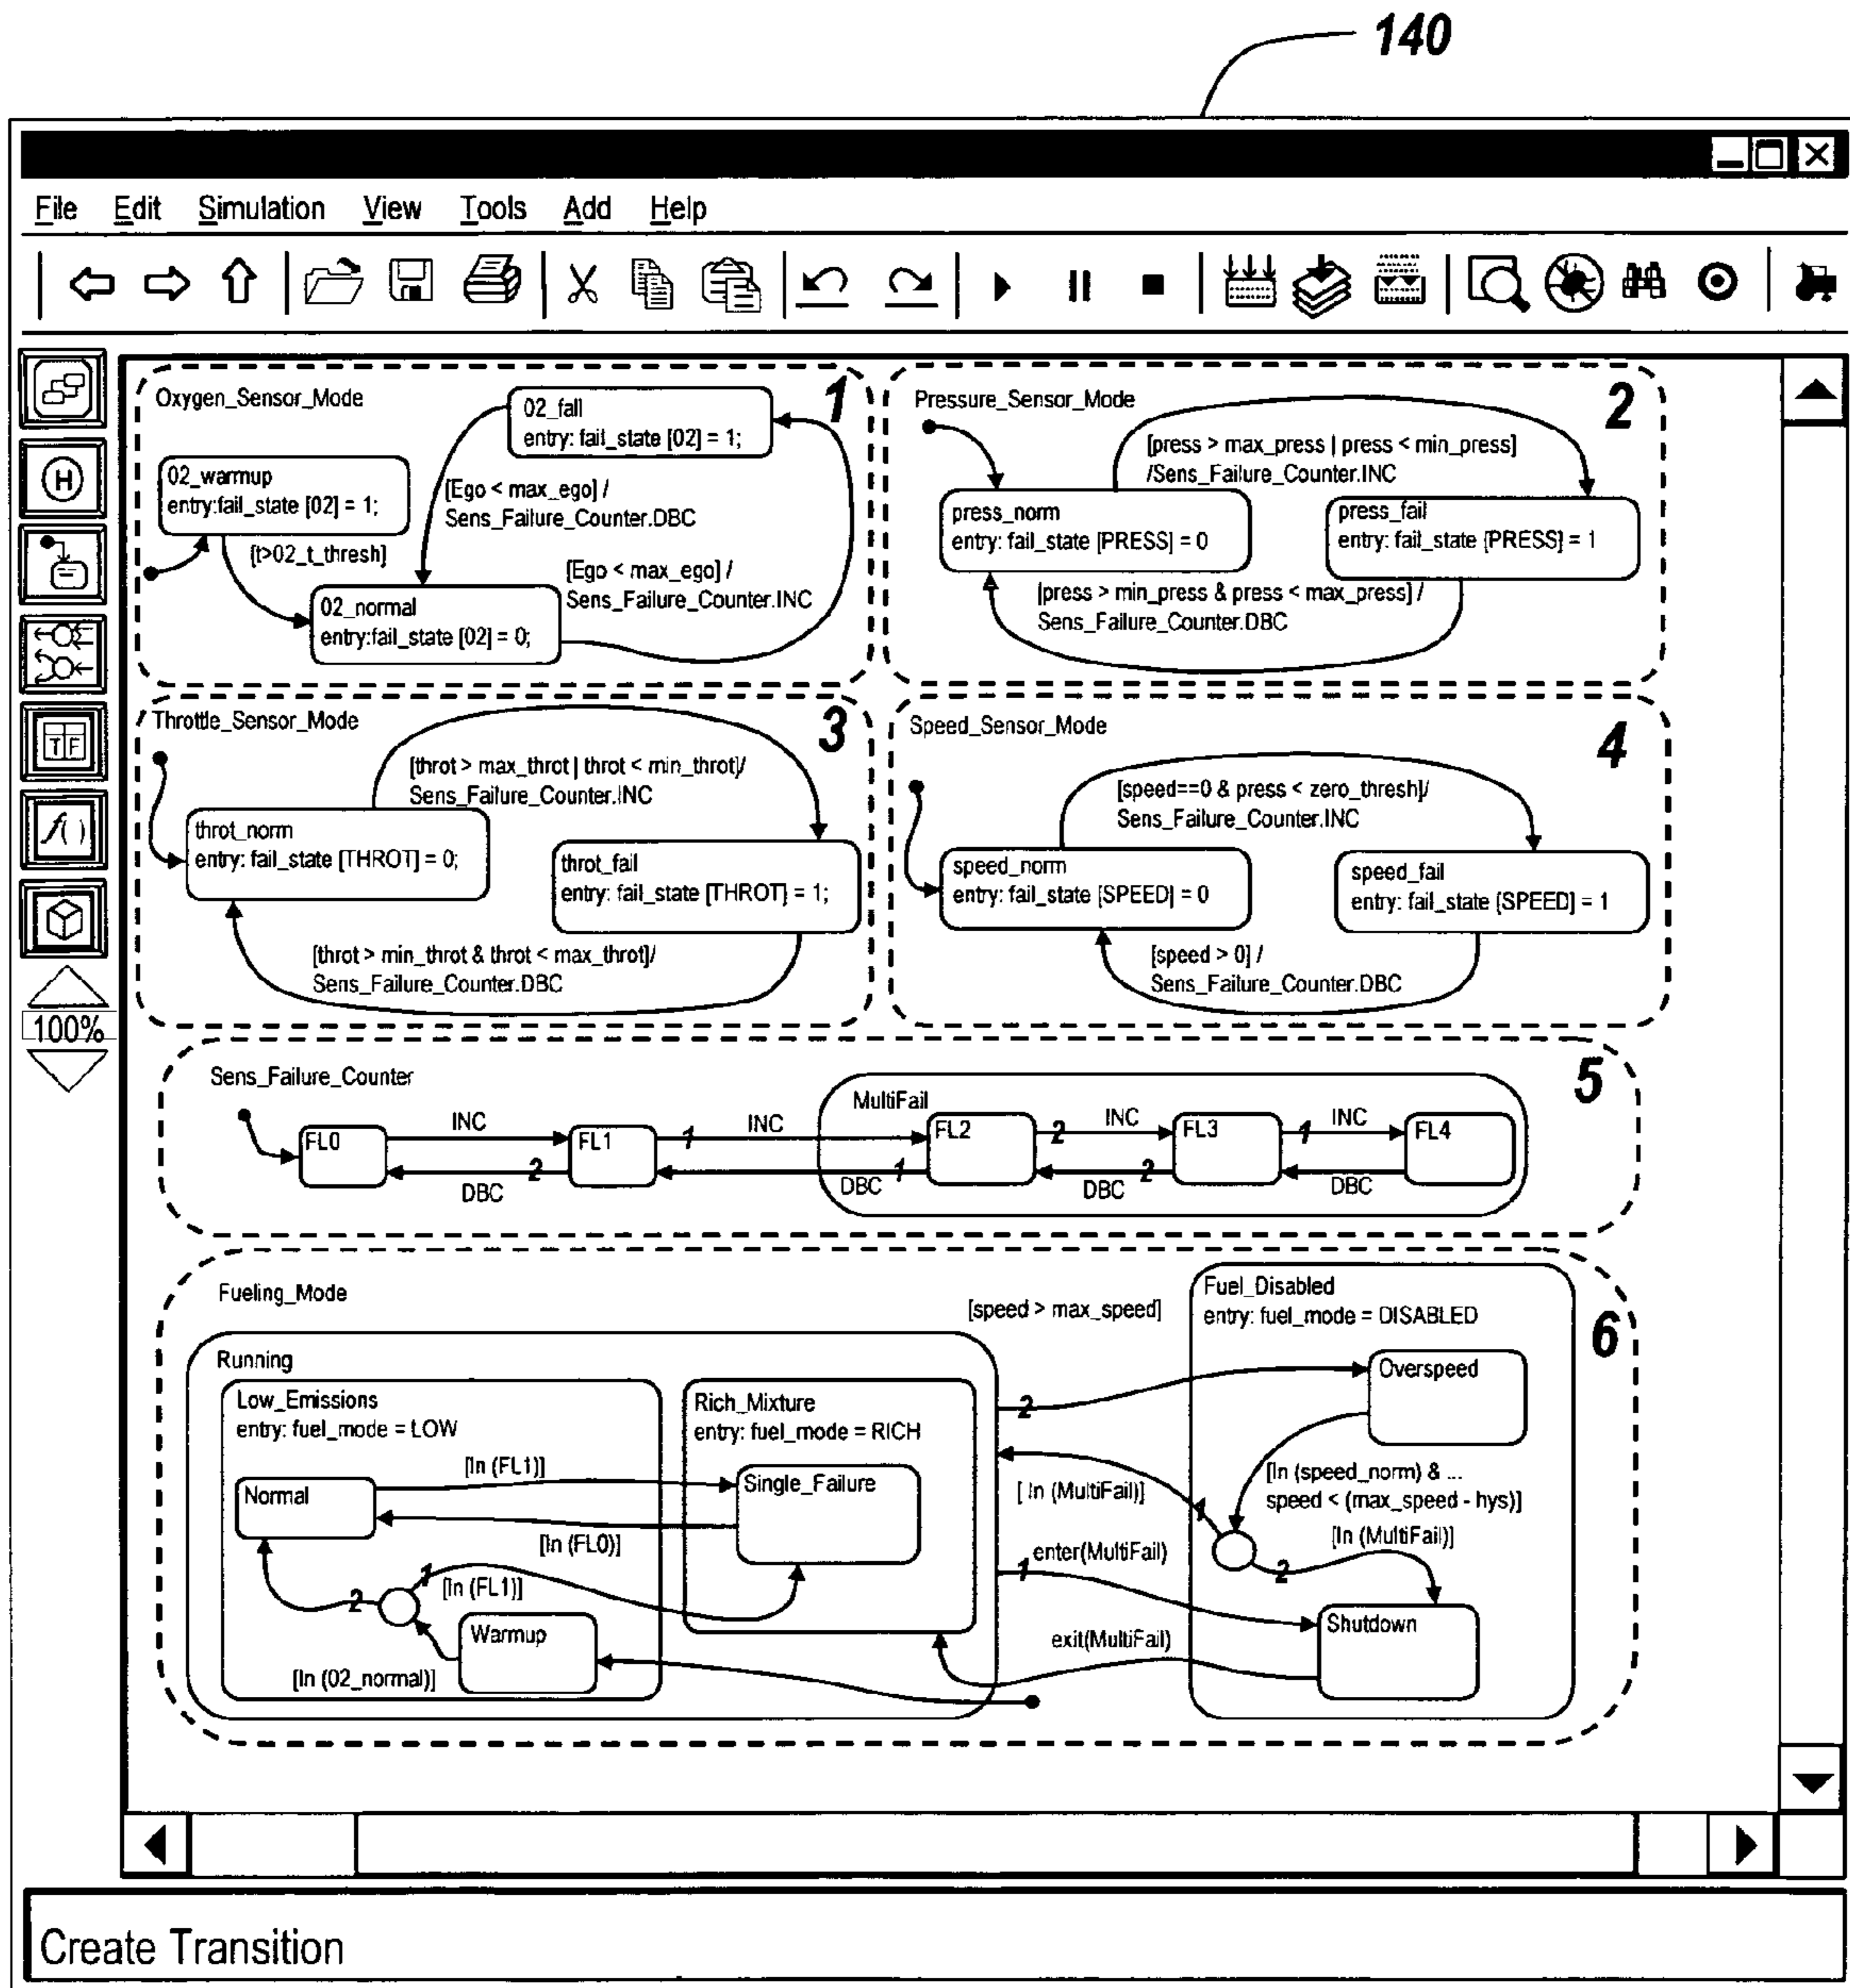 140
File Edit Simulation View Tools Add Help
H
T F
f( )
100%
Oxygen_Sensor_Mode
1
02_fall
entry: fail_state [02] = 1;
02_warmup
entry:fail_state [02] = 1;
[Ego < max_ego] /
Sens_Failure_Counter.DBC
[t>02_t_thresh]
[Ego < max_ego] /
Sens_Failure_Counter.INC
02_normal
entry:fail_state [02] = 0;
Pressure_Sensor_Mode
2
[press > max_press | press < min_press]
/Sens_Failure_Counter.INC
press_norm
entry: fail_state [PRESS] = 0
press_fail
entry: fail_state [PRESS] = 1
[press > min_press & press < max_press] /
Sens_Failure_Counter.DBC
Throttle_Sensor_Mode
3
[throt > max_throt | throt < min_throt]/
Sens_Failure_Counter.INC
throt_norm
entry: fail_state [THROT] = 0;
throt_fail
entry: fail_state [THROT] = 1;
[throt > min_throt & throt < max_throt]/
Sens_Failure_Counter.DBC
Speed_Sensor_Mode
4
[speed==0 & press < zero_thresh]/
Sens_Failure_Counter.INC
speed_norm
entry: fail_state [SPEED] = 0
speed_fail
entry: fail_state [SPEED] = 1
[speed > 0] /
Sens_Failure_Counter.DBC
Sens_Failure_Counter
5
MultiFail
INC 1 INC 2 INC 1 INC
FL0 FL1 FL2 FL3 FL4
DBC 2 DBC 1 DBC 2 DBC
Fueling_Mode
6
[speed > max_speed]
Fuel_Disabled
entry: fuel_mode = DISABLED
Running
Low_Emissions
entry: fuel_mode = LOW
Rich_Mixture
entry: fuel_mode = RICH
Overspeed
2
[In (FL1)]
Normal
Single_Failure
[In (FL0)]
[ In (MultiFail)]
1
[In (speed_norm) & ...
speed < (max_speed - hys)]
[In (MultiFail)]
2
1 enter(MultiFail)
1
[In (FL1)]
2
Warmup
[In (02_normal)]
Shutdown
exit(MultiFail)
Create Transition